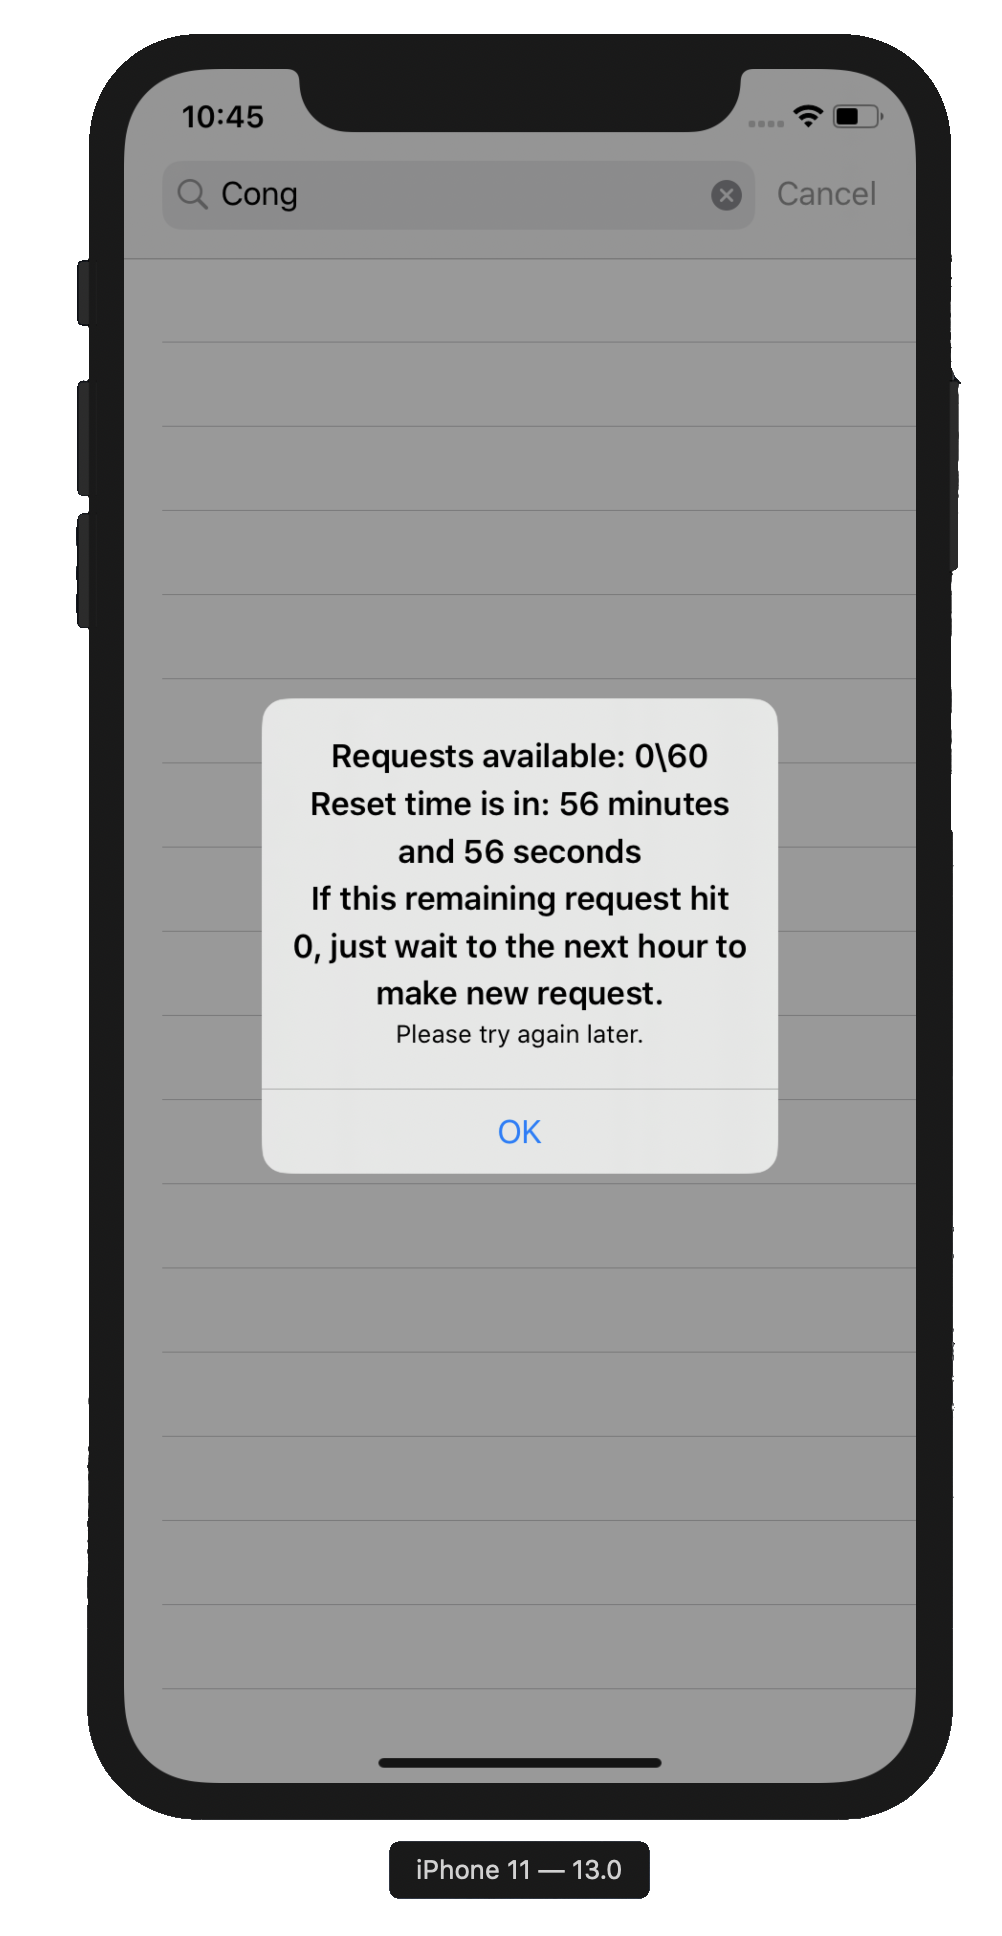 10:45
Cong
Cancel
Requests available: 0\60
Reset time is in: 56 minutes
and 56 seconds
If this remaining request hit
0, just wait to the next hour to
make new request.
Please try again later.
OK
iPhone 11 — 13.0